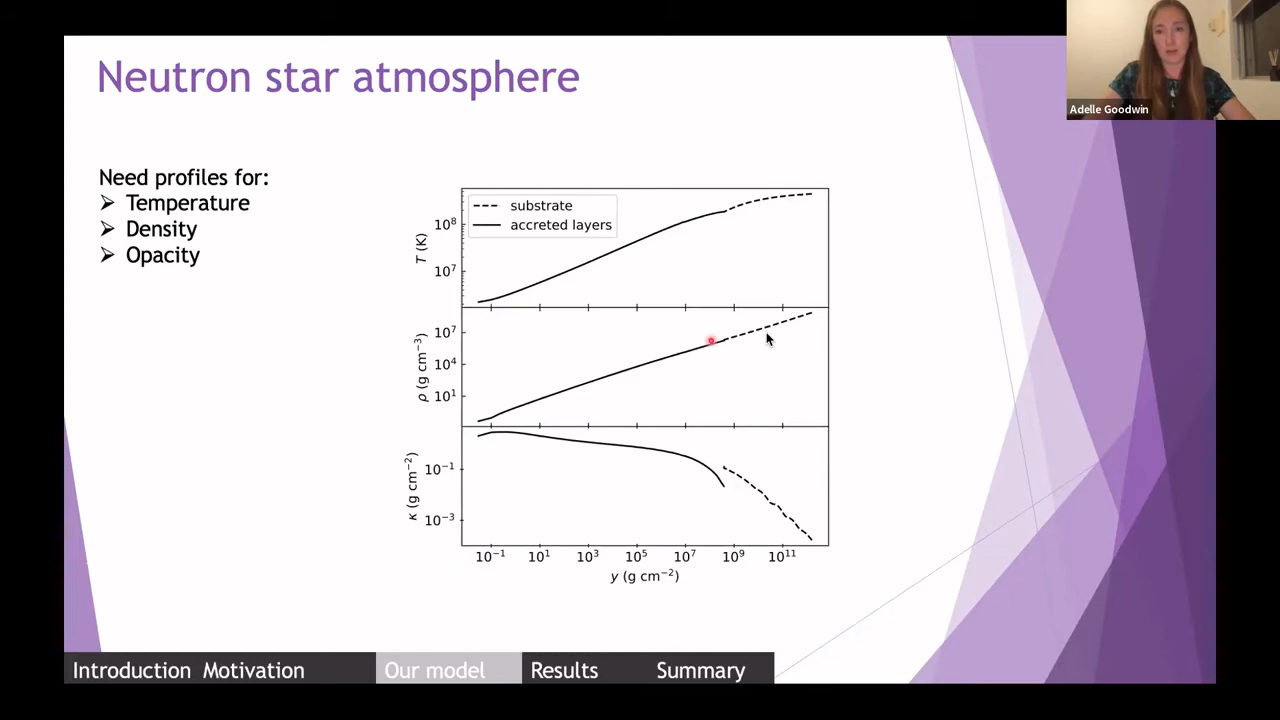 Neutron star atmosphere
Adelle Goodwin
Need profiles for:
➢ Temperature
➢ Density
➢ Opacity
substrate
accreted layers
10⁸
10⁷
T (K)
10⁷
10⁴
10¹
ρ (g cm⁻³)
10⁻¹
10⁻³
κ (g cm⁻²)
10⁻¹ 10¹ 10³ 10⁵ 10⁷ 10⁹ 10¹¹
y (g cm⁻²)
Introduction Motivation Our model Results Summary